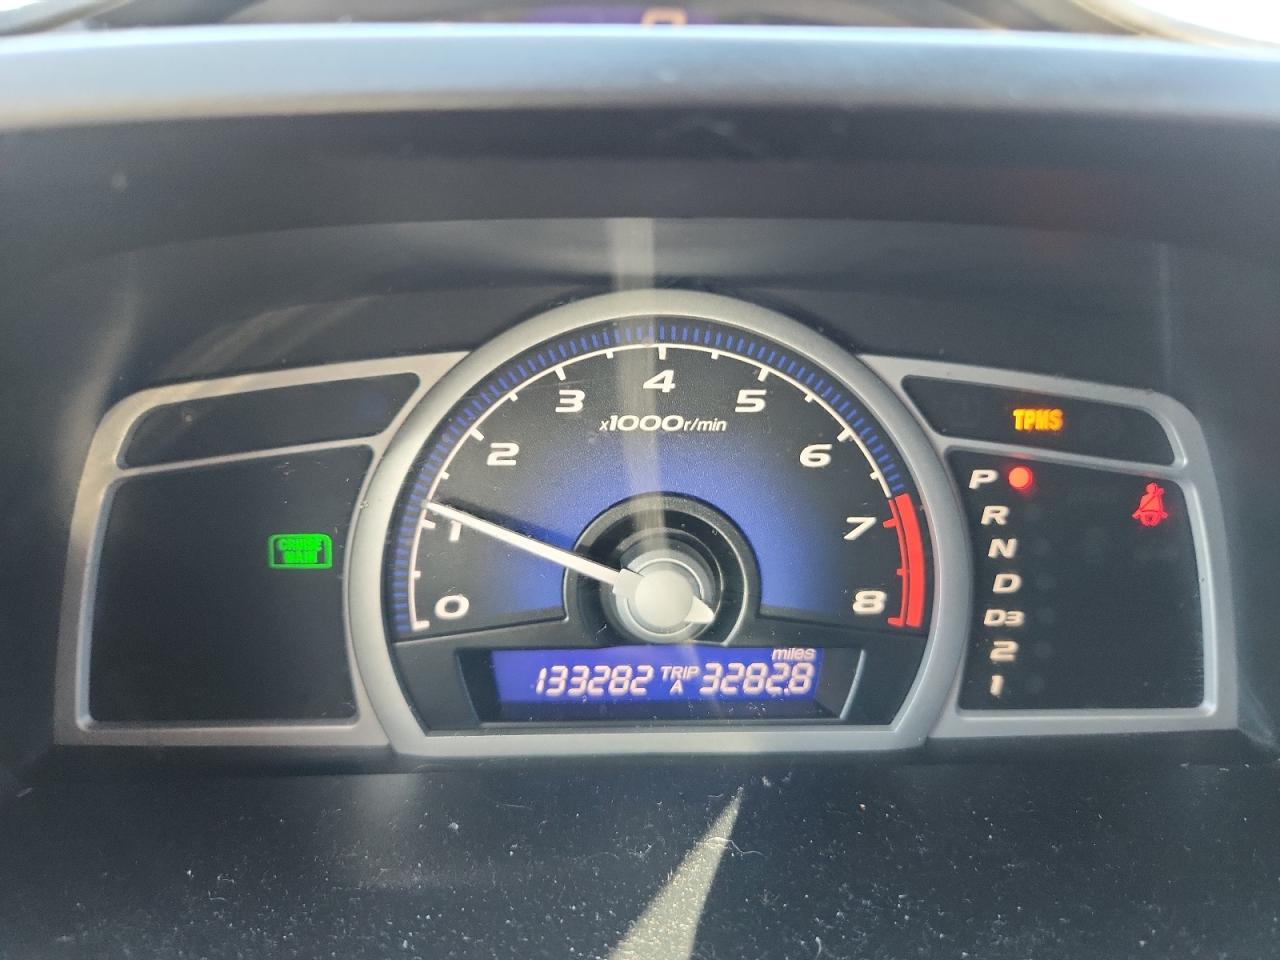 0
1
2
3
4
5
6
7
8
x1000r/min
CRUISE
MAIN
TPMS
P
R
N
D
D3
2
1
miles
133282 TRIP A 3282.8